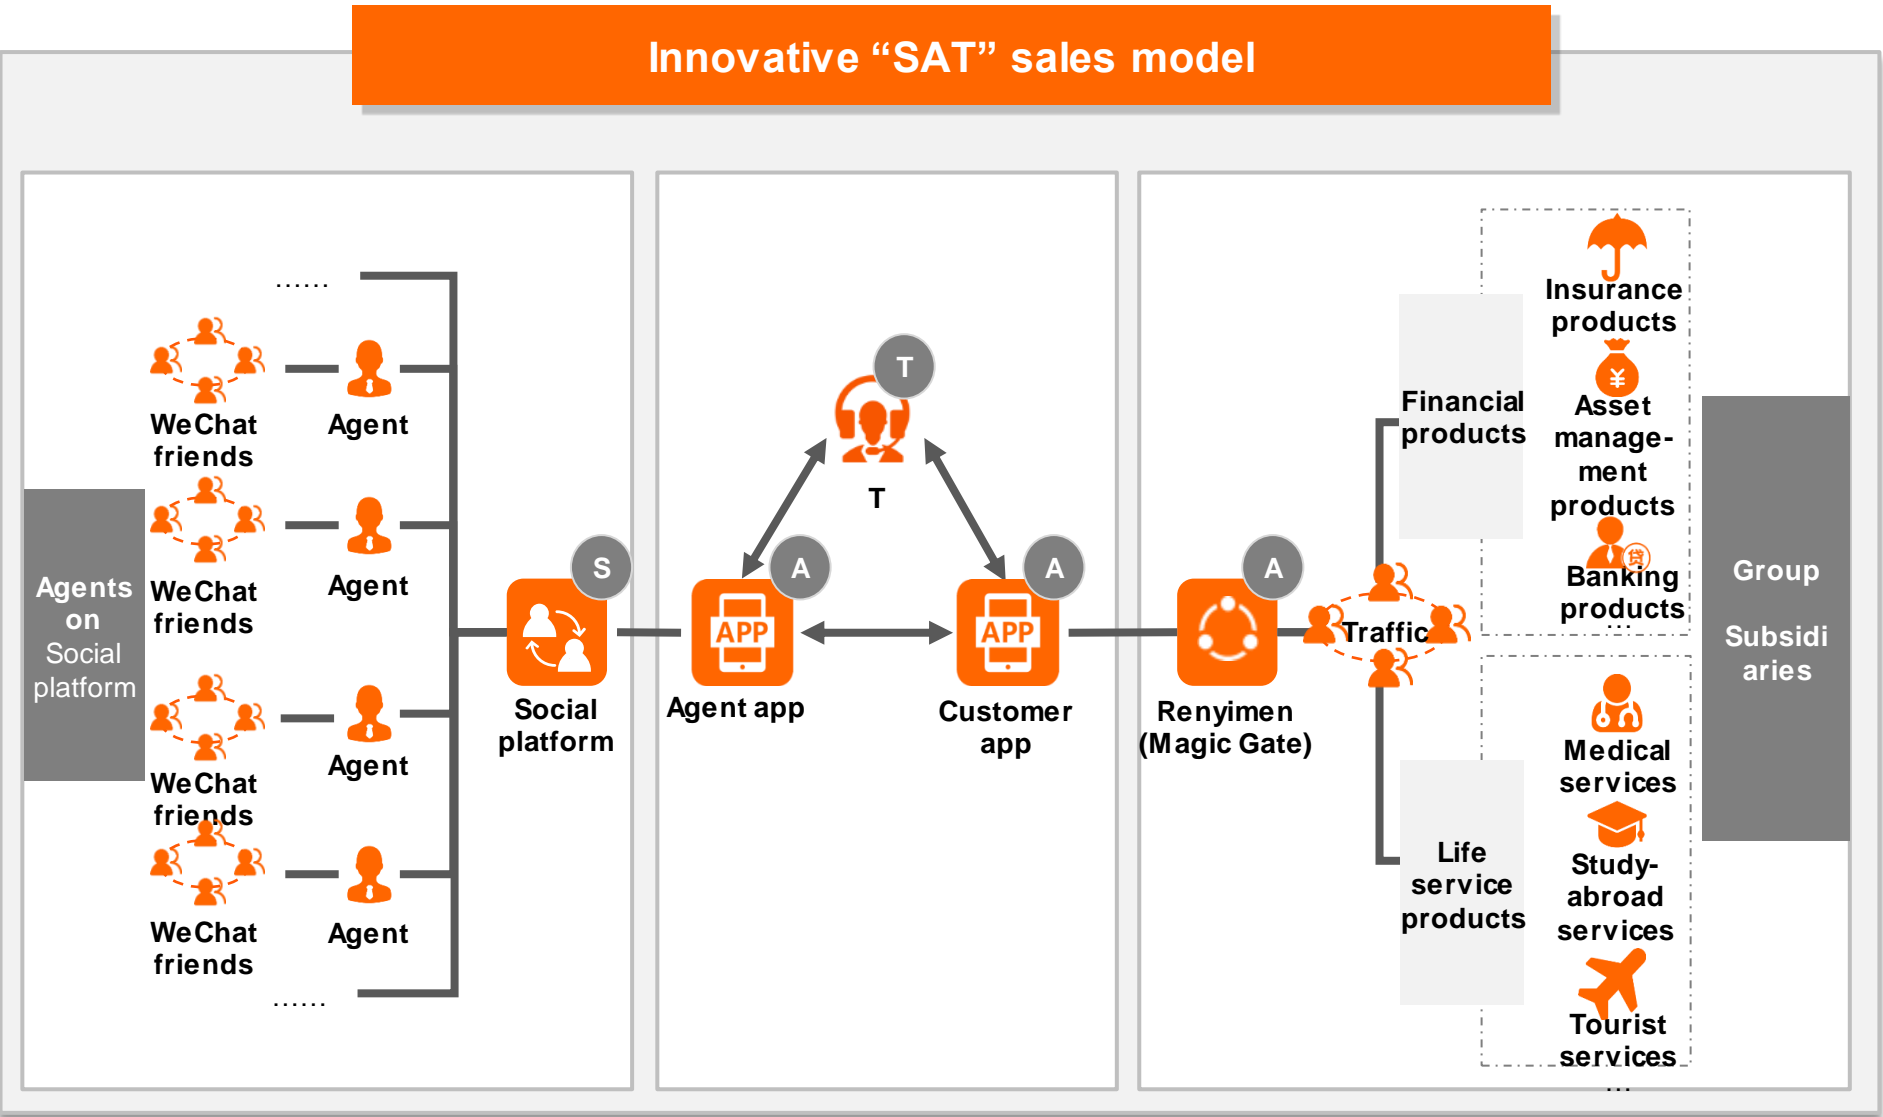 Innovative “SAT” sales model
......
WeChat
friends
Agent
WeChat
friends
Agent
WeChat
friends
Agent
WeChat
friends
Agent
......
Agents
on
Social
platform
S
Social
platform
T
T
A
APP
Agent app
A
APP
Customer
app
A
Renyimen
(Magic Gate)
Traffic
Financial
products
Insurance
products
¥
Asset
manage-
ment
products
贷
Banking
products
...
Life
service
products
Medical
services
Study-
abroad
services
Tourist
services
...
Group
Subsidi
aries